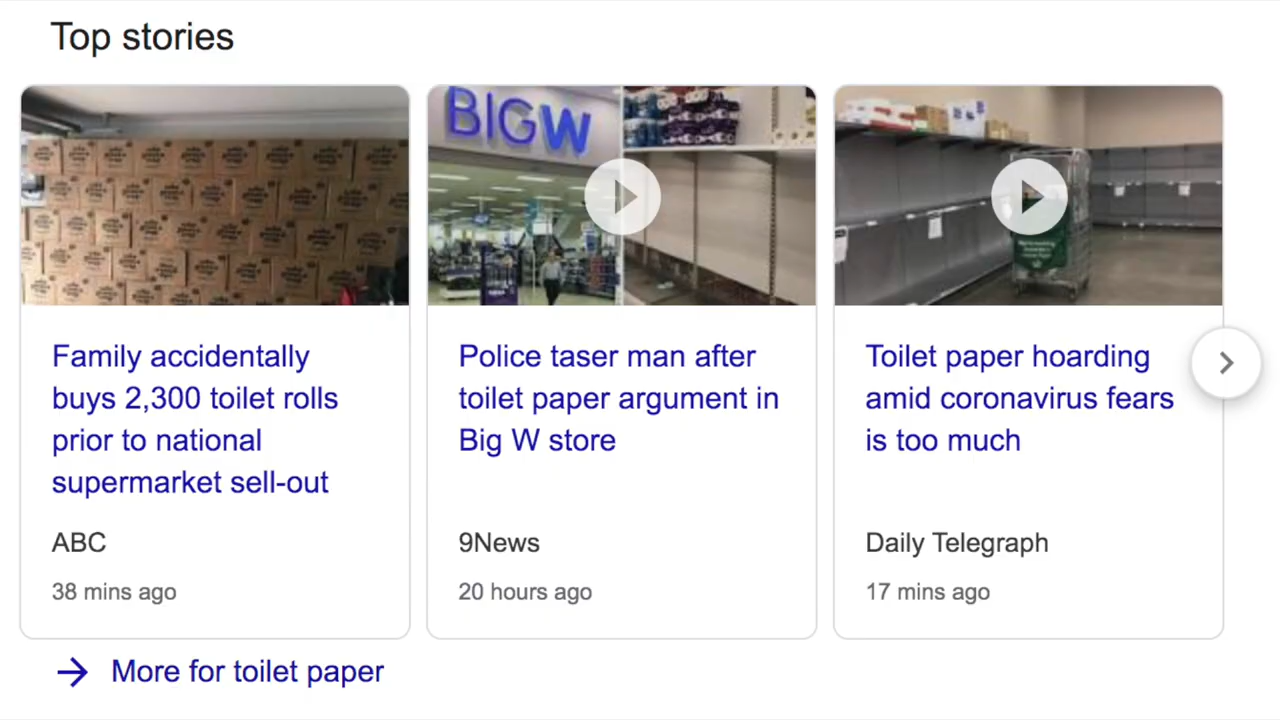 Top stories
BIGW
Family accidentally
buys 2,300 toilet rolls
prior to national
supermarket sell-out
ABC
38 mins ago
Police taser man after
toilet paper argument in
Big W store
9News
20 hours ago
Toilet paper hoarding
amid coronavirus fears
is too much
Daily Telegraph
17 mins ago
More for toilet paper